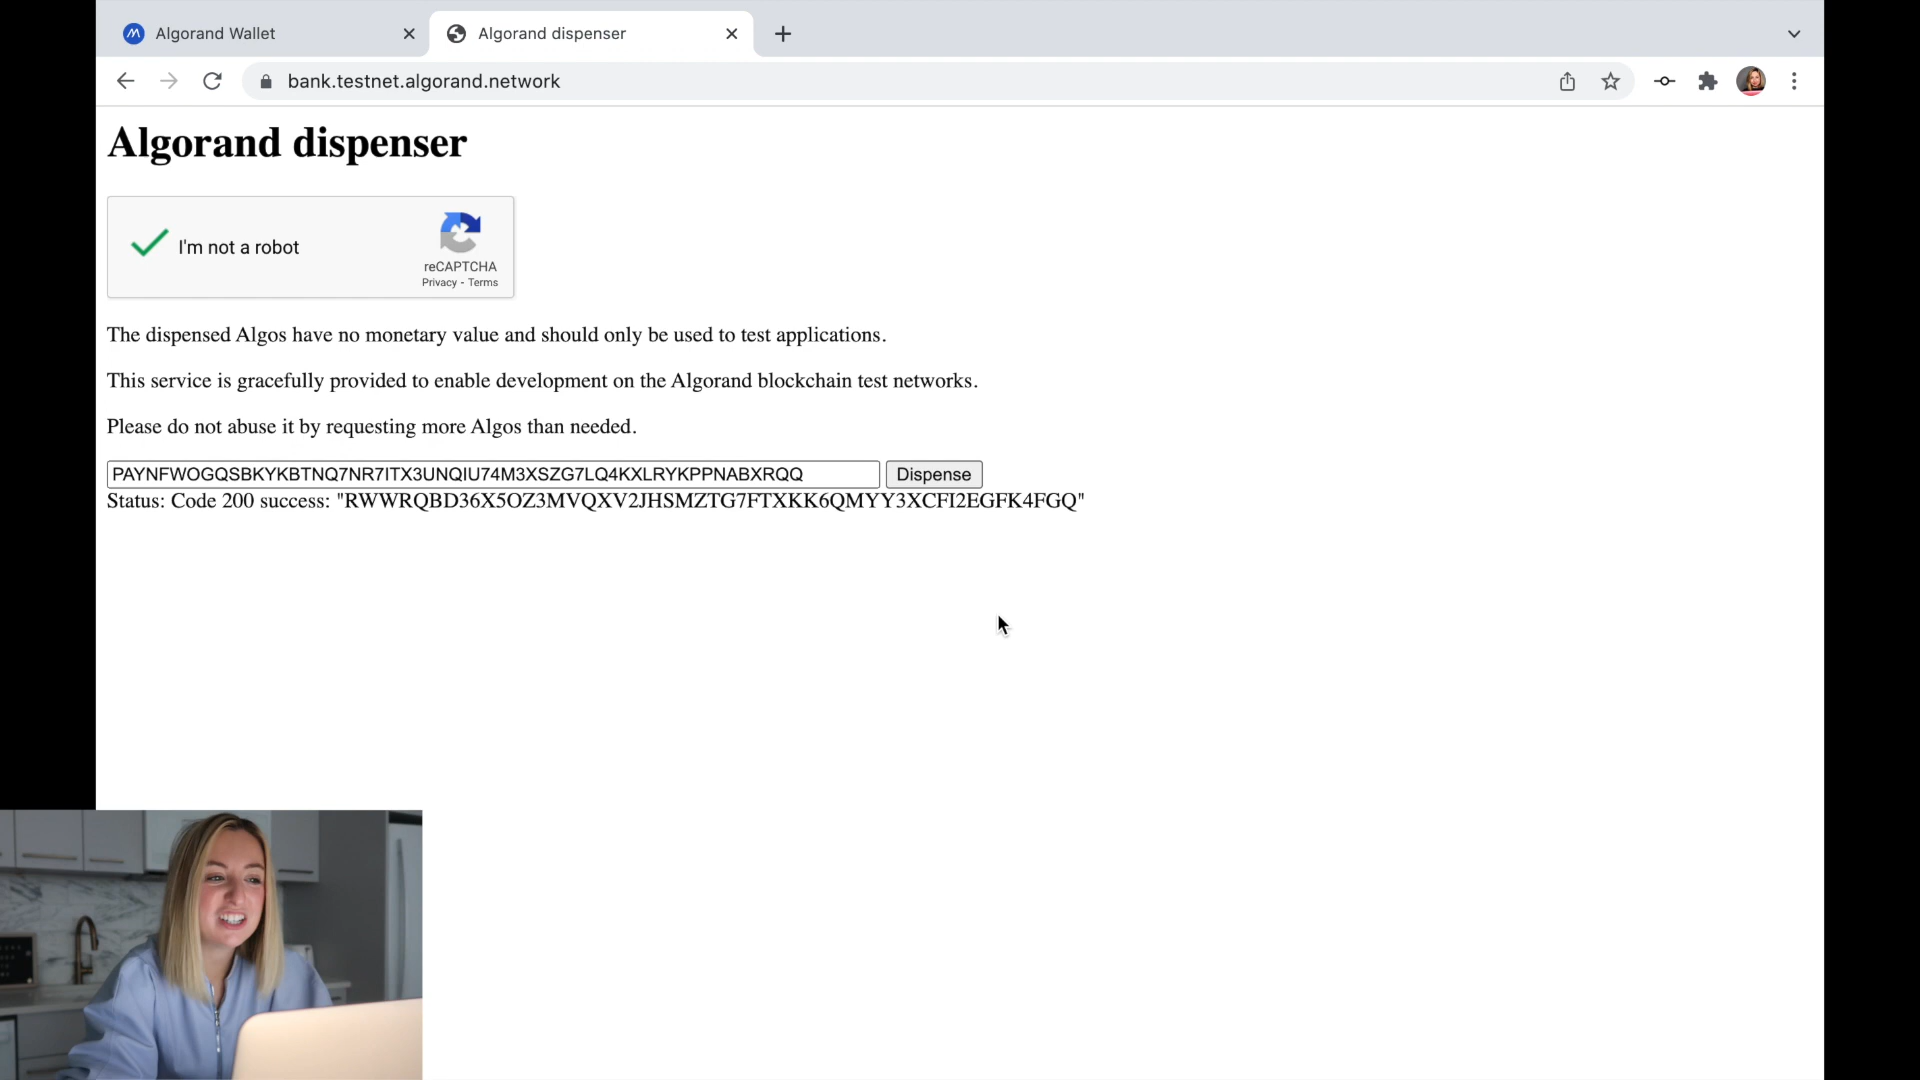 Algorand Wallet
Algorand dispenser
bank.testnet.algorand.network
Algorand dispenser
I'm not a robot
reCAPTCHA
Privacy - Terms
The dispensed Algos have no monetary value and should only be used to test applications.
This service is gracefully provided to enable development on the Algorand blockchain test networks.
Please do not abuse it by requesting more Algos than needed.
PAYNFWOGQSBKYKBTNQ7NR7ITX3UNQIU74M3XSZG7LQ4KXLRYKPPNABXRQQ Dispense
Status: Code 200 success: "RWWRQBD36X5OZ3MVQXV2JHSMZTG7FTXKK6QMYY3XCFI2EGFK4FGQ"